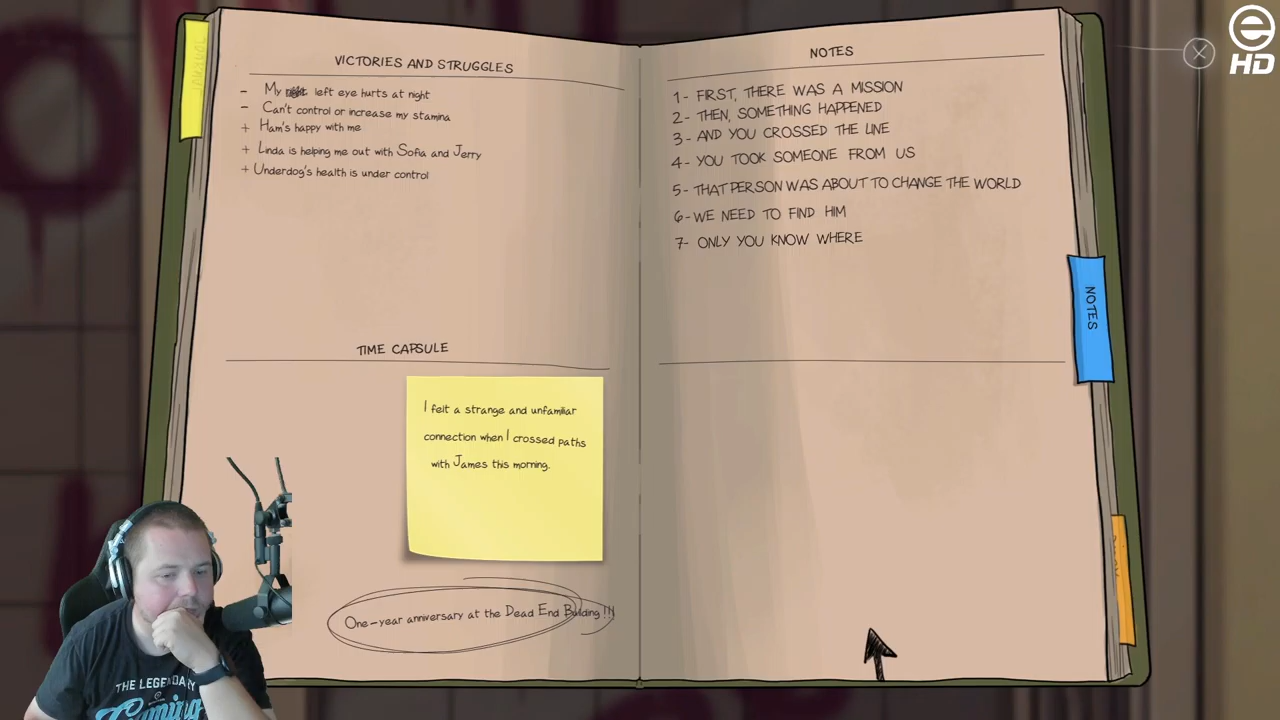 VICTORIES AND STRUGGLES
- My left eye hurts at night
- Can't control or increase my stamina
+ Ham's happy with me
+ Linda is helping me out with Sofia and Jerry
+ Underdog's health is under control
TIME CAPSULE
I felt a strange and unfamiliar
connection when I crossed paths
with James this morning.
One-year anniversary at the Dead End Building !!!
NOTES
1- FIRST, THERE WAS A MISSION
2- THEN, SOMETHING HAPPENED
3- AND YOU CROSSED THE LINE
4- YOU TOOK SOMEONE FROM US
5- THAT PERSON WAS ABOUT TO CHANGE THE WORLD
6- WE NEED TO FIND HIM
7- ONLY YOU KNOW WHERE
NOTES
e
HD
THE LEGENDARY
Gaming